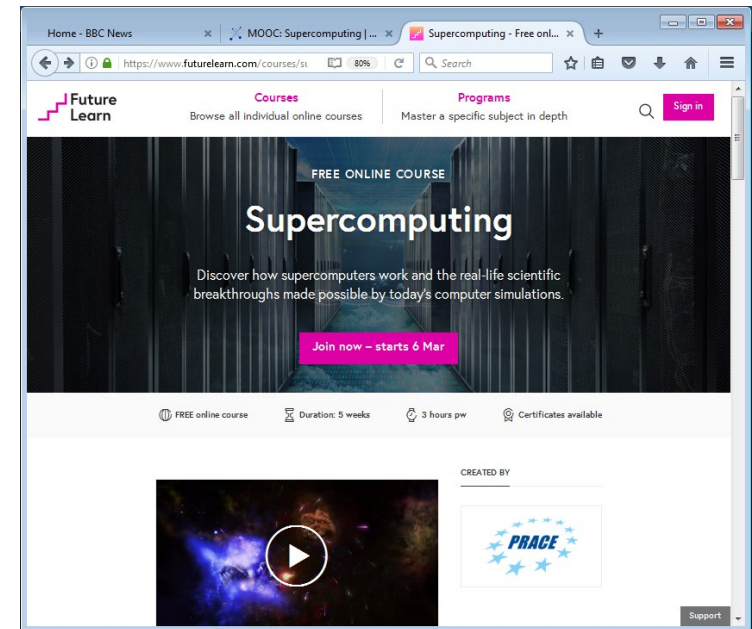 Home - BBC News
MOOC: Supercomputing | ...
Supercomputing - Free onl...
https://www.futurelearn.com/courses/su
80%
Search
Future
Learn
Courses
Browse all individual online courses
Programs
Master a specific subject in depth
Sign in
FREE ONLINE COURSE
Supercomputing
Discover how supercomputers work and the real-life scientific
breakthroughs made possible by today's computer simulations.
Join now – starts 6 Mar
FREE online course
Duration: 5 weeks
3 hours pw
Certificates available
CREATED BY
PRACE
Support